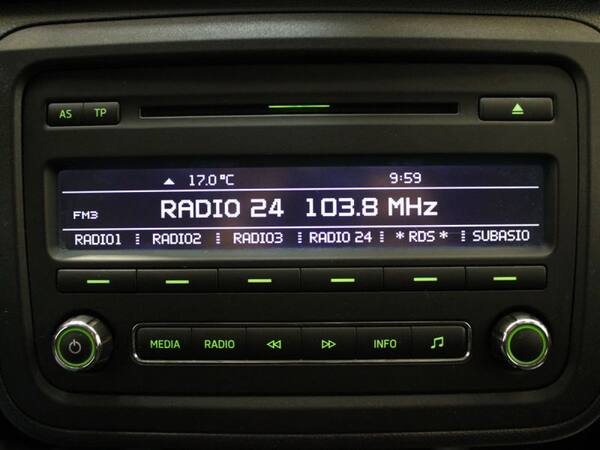 AS TP
17.0°C 9:59
FM3 RADIO 24 103.8 MHz
RADIO1 RADIO2 RADIO3 RADIO 24 * RDS * SUBASIO
MEDIA RADIO INFO